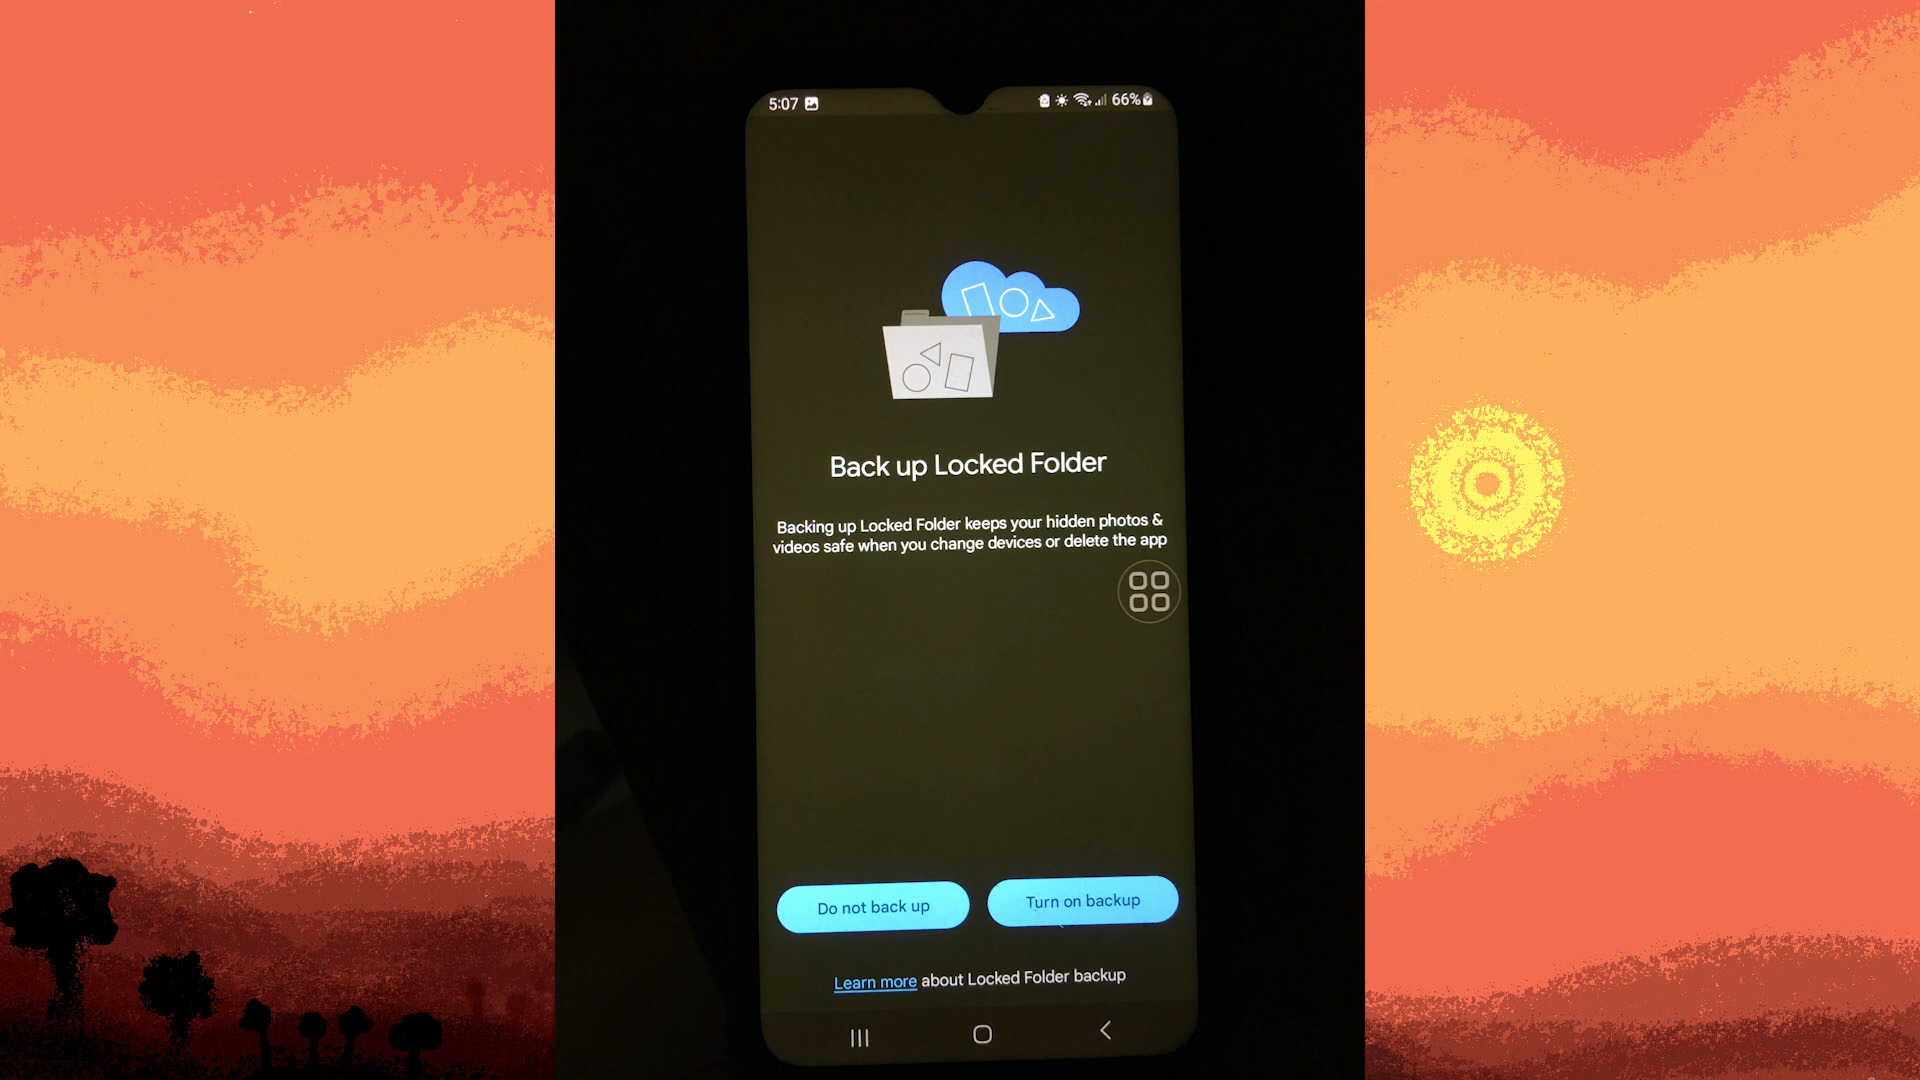 5:07
66%
Back up Locked Folder
Backing up Locked Folder keeps your hidden photos &
videos safe when you change devices or delete the app
Do not back up
Turn on backup
Learn more about Locked Folder backup